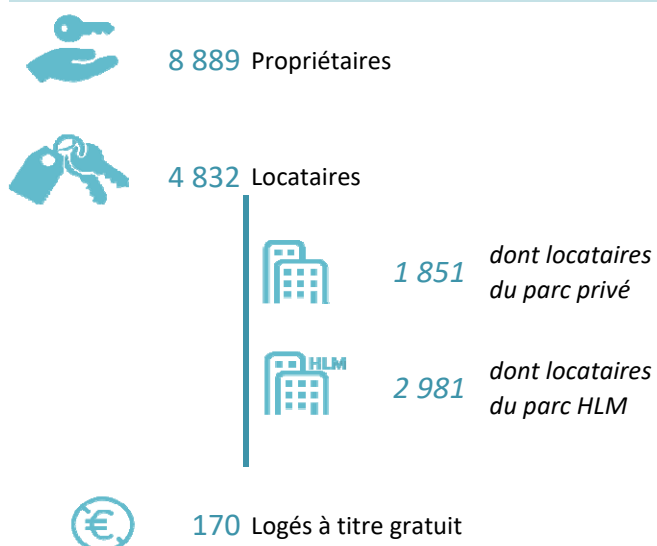 8 889 Propriétaires
4 832 Locataires
1 851 dont locataires
du parc privé
HLM
2 981 dont locataires
du parc HLM
€
170 Logés à titre gratuit